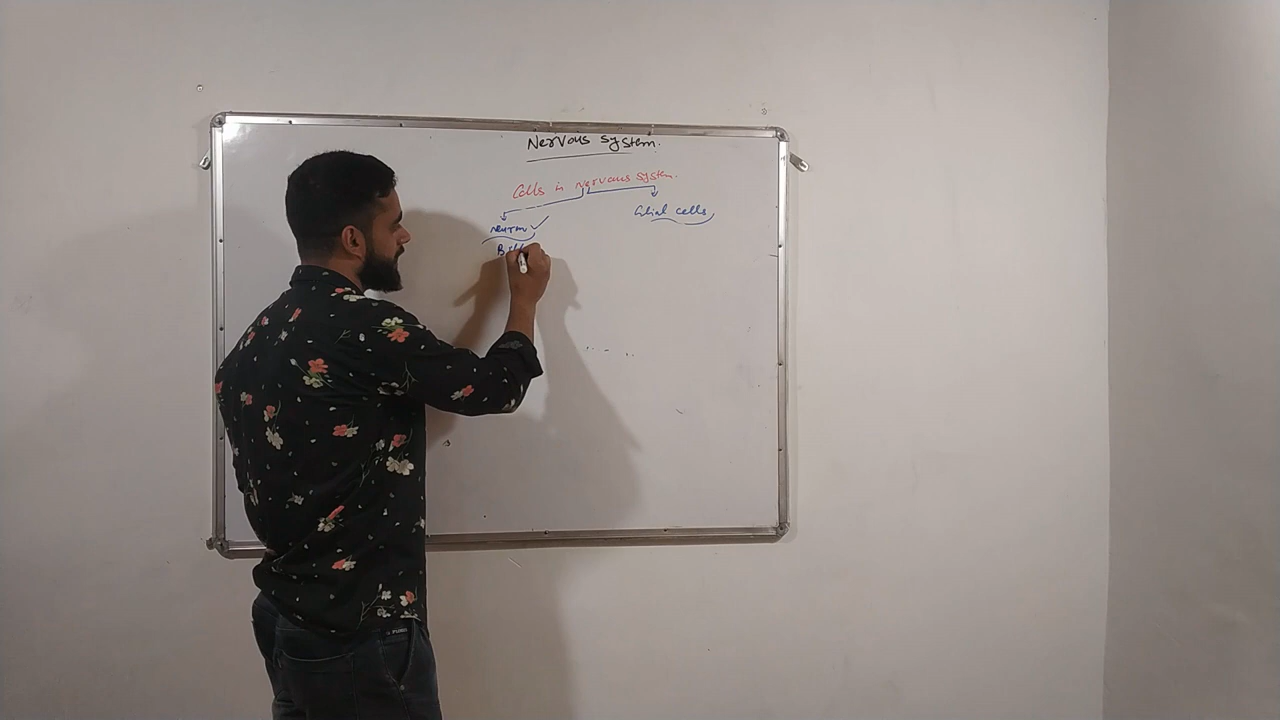 Nervous system.
Cells in nervous system.
neuron Glial cells